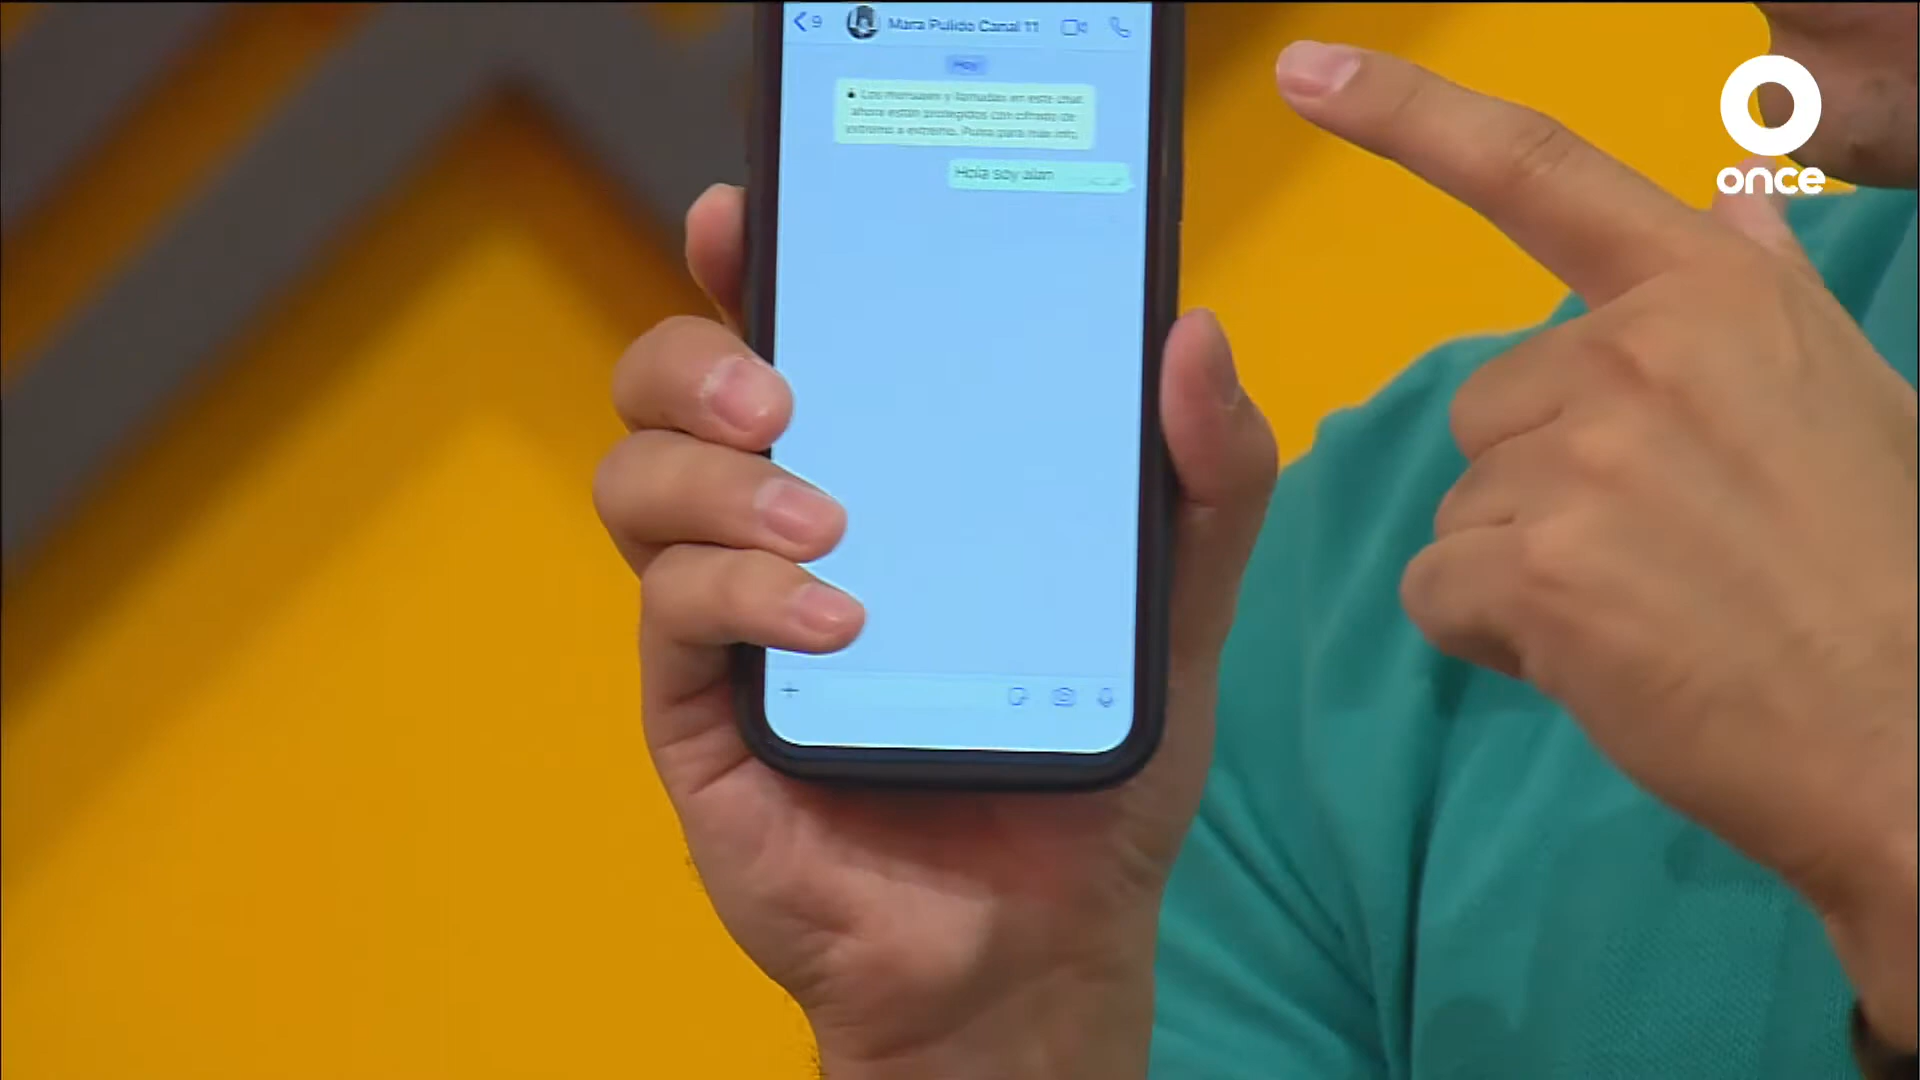 9
Mara Pulido Canal 11
Hoy
Los mensajes y llamadas en este chat
ahora están protegidos con cifrado de
extremo a extremo. Pulsa para más info.
Hola soy alan
once